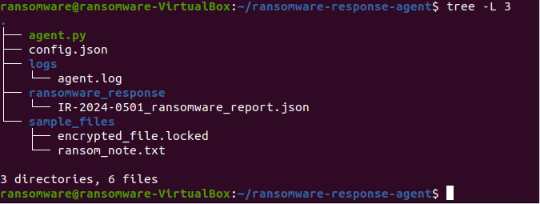 ransomware@ransomware-VirtualBox:~/ransomware-response-agent$ tree -L 3
.
├── agent.py
├── config.json
├── logs
│   └── agent.log
├── ransomware_response
│   └── IR-2024-0501_ransomware_report.json
└── sample_files
    ├── encrypted_file.locked
    └── ransom_note.txt

3 directories, 6 files
ransomware@ransomware-VirtualBox:~/ransomware-response-agent$